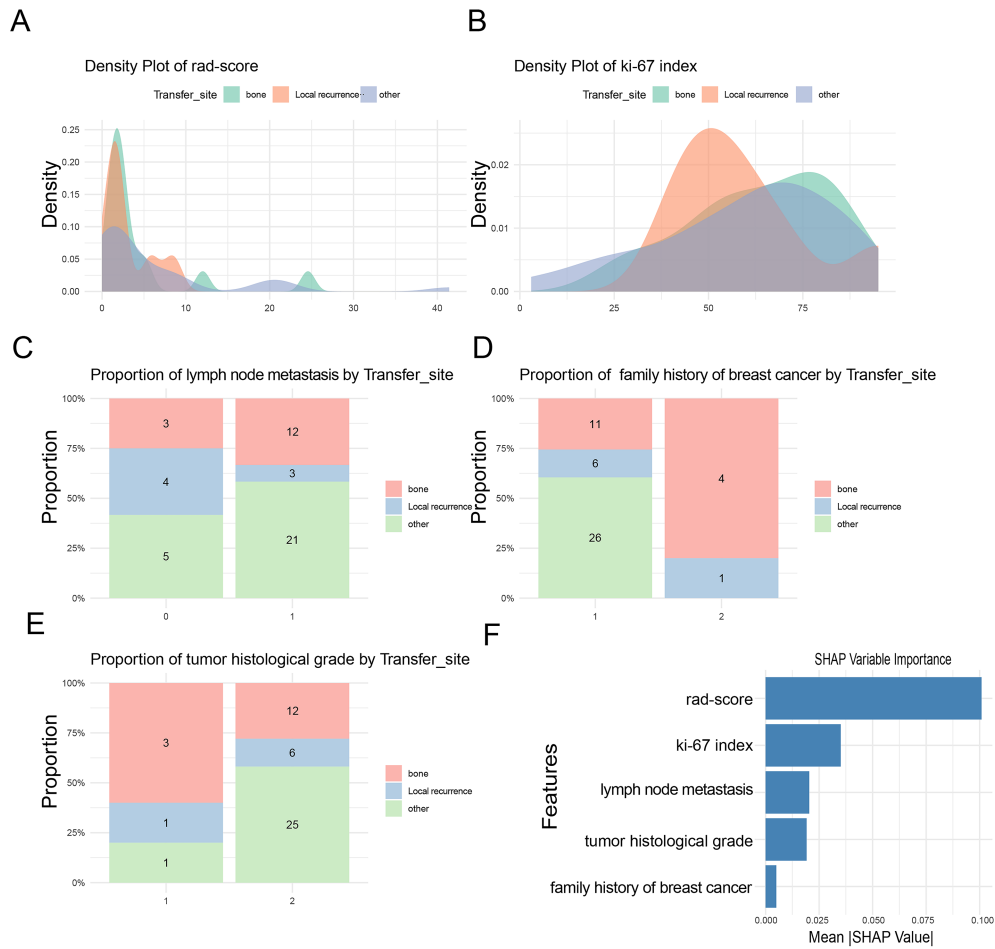 A
Density Plot of rad-score
Transfer_site bone Local recurrence other
Density
0.25
0.20
0.15
0.10
0.05
0.00
0 10 20 30 40
B
Density Plot of ki-67 index
Transfer_site bone Local recurrence other
Density
0.02
0.01
0.00
0 25 50 75
C
Proportion of lymph node metastasis by Transfer_site
Proportion
100%
75%
50%
25%
0%
3 12
4 3
5 21
0 1
bone
Local recurrence
other
D
Proportion of family history of breast cancer by Transfer_site
Proportion
100%
75%
50%
25%
0%
11 4
6 1
26
1 2
bone
Local recurrence
other
E
Proportion of tumor histological grade by Transfer_site
Proportion
100%
75%
50%
25%
0%
3 12
1 6
1 25
1 2
bone
Local recurrence
other
F
SHAP Variable Importance
Features
rad-score
ki-67 index
lymph node metastasis
tumor histological grade
family history of breast cancer
0.000 0.025 0.050 0.075 0.100
Mean |SHAP Value|